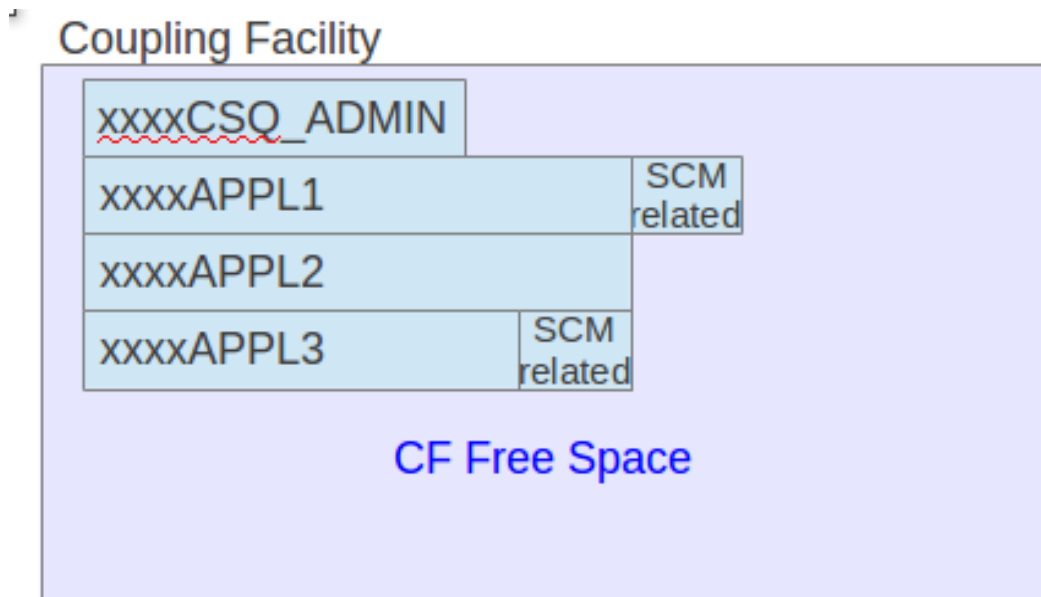 Coupling Facility
xxxxCSQ_ADMIN
xxxxAPPL1
SCM
related
xxxxAPPL2
xxxxAPPL3
SCM
related
CF Free Space